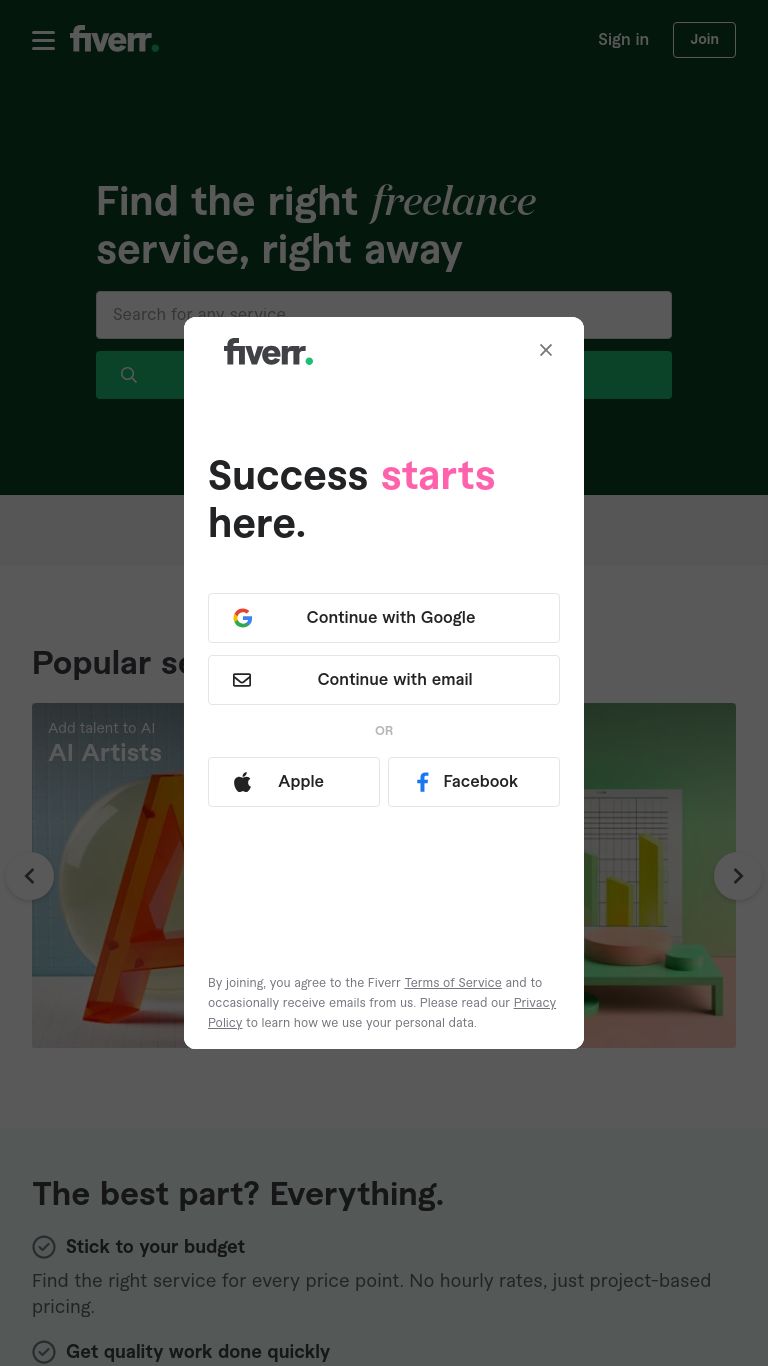 fiverr.
Sign in
Join
Find the right freelance
service, right away
Search for any service
fiverr.
Success starts
here.
Continue with Google
Continue with email
OR
Apple
Facebook
By joining, you agree to the Fiverr Terms of Service and to
occasionally receive emails from us. Please read our Privacy
Policy to learn how we use your personal data.
Popular se
Add talent to AI
AI Artists
The best part? Everything.
Stick to your budget
Find the right service for every price point. No hourly rates, just project-based
pricing.
Get quality work done quickly